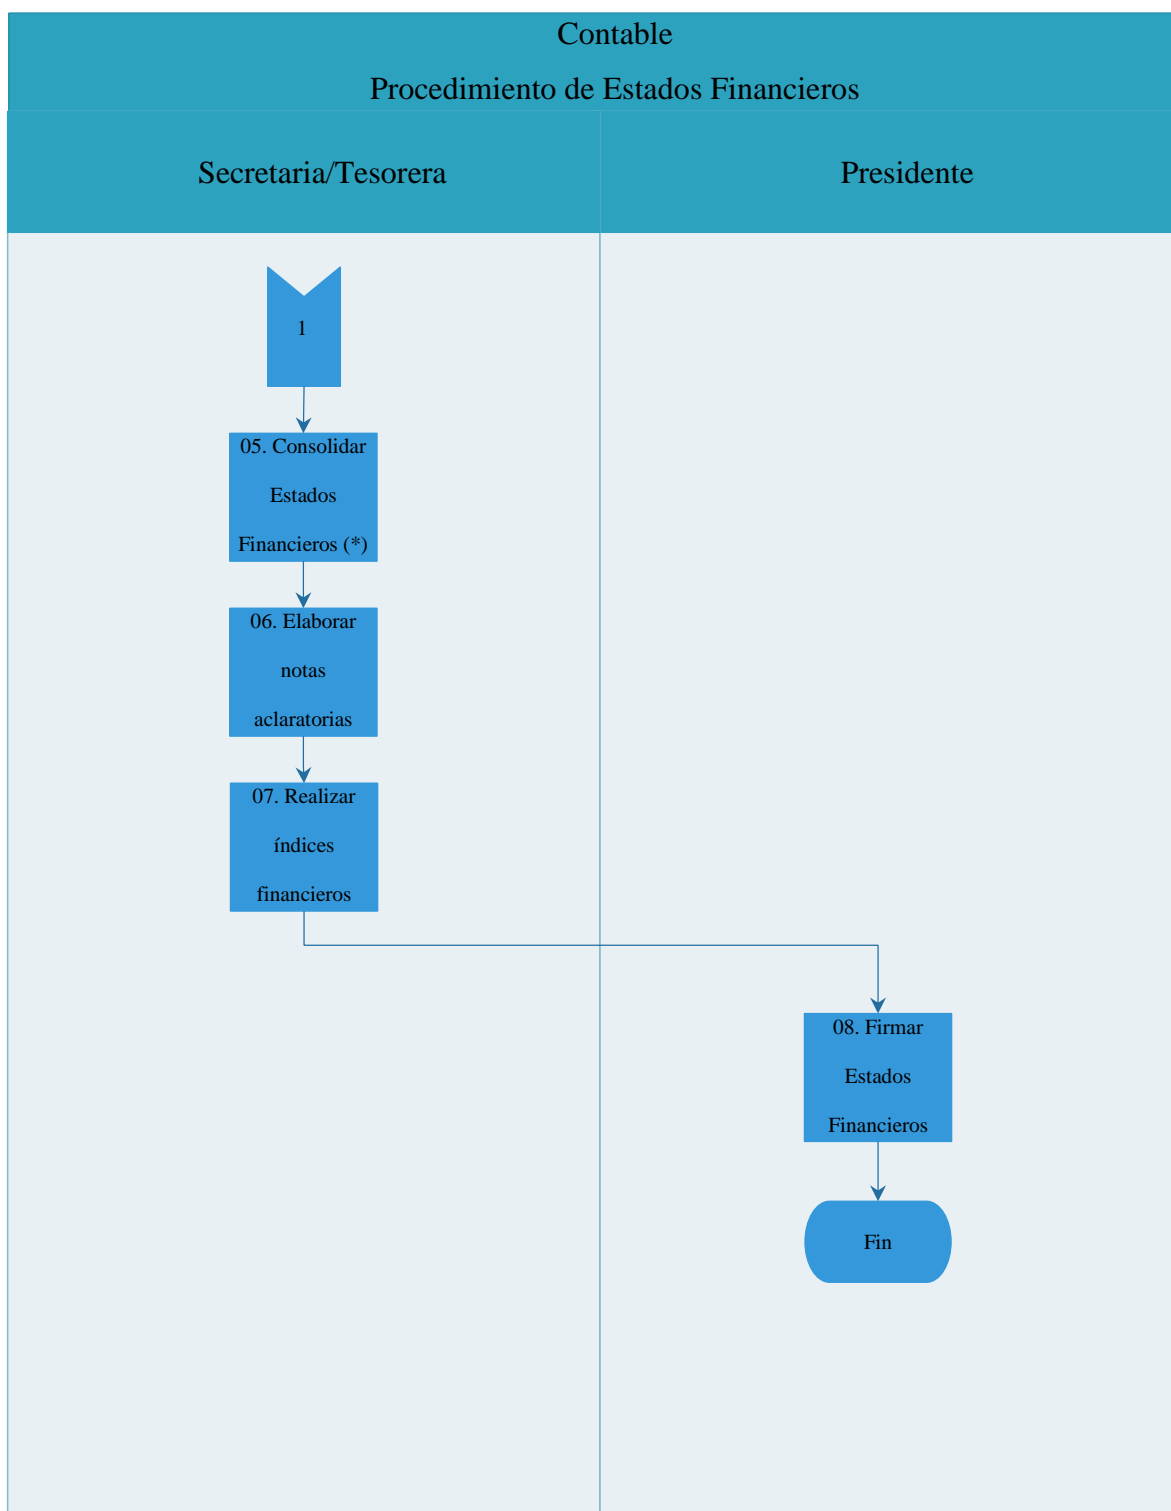 Contable
Procedimiento de Estados Financieros
Secretaria/Tesorera
Presidente
1
05. Consolidar
Estados
Financieros (*)
06. Elaborar
notas
aclaratorias
07. Realizar
índices
financieros
08. Firmar
Estados
Financieros
Fin